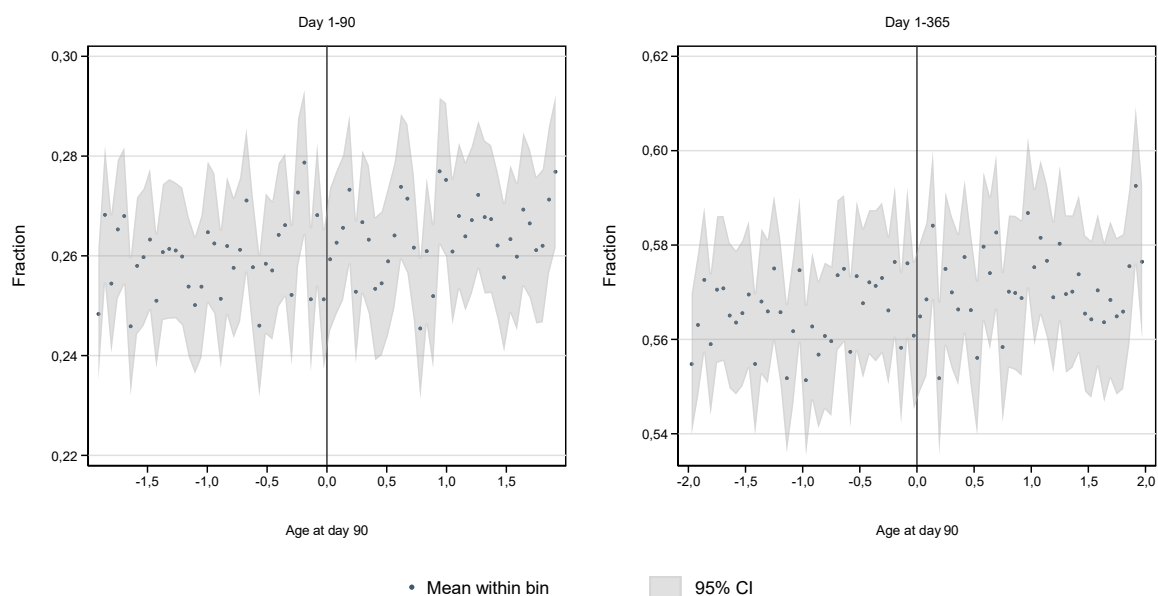 Day 1-90
Day 1-365
0,30
0,28
0,26
0,24
0,22
Fraction
-1,5 -1,0 -0,5 0,0 0,5 1,0 1,5
Age at day 90
0,62
0,60
0,58
0,56
0,54
Fraction
-2,0 -1,5 -1,0 -0,5 0,0 0,5 1,0 1,5 2,0
Age at day 90
Mean within bin
95% CI